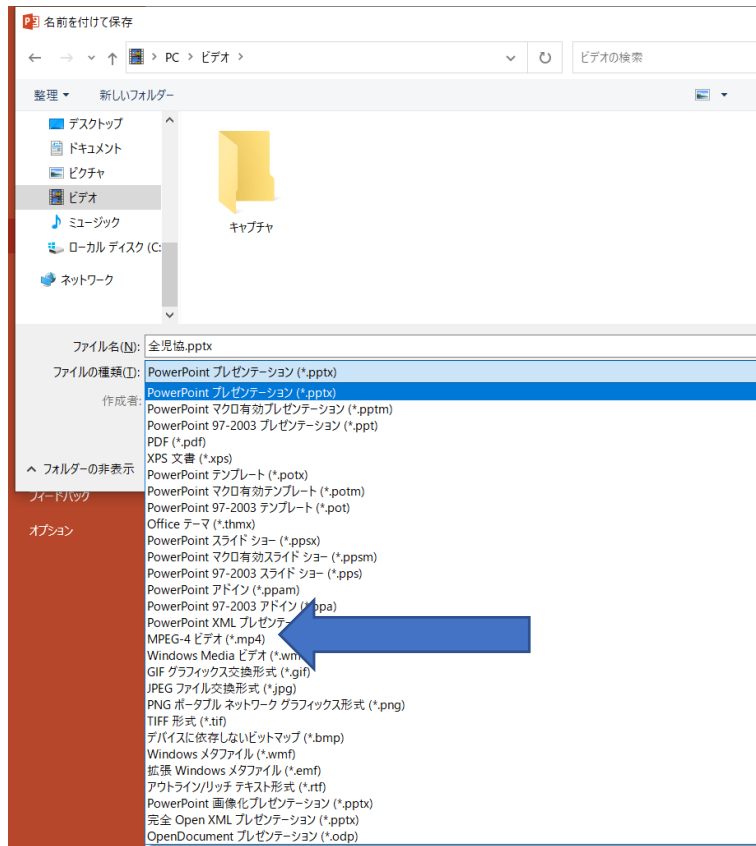 名前を付けて保存
PC > ビデオ >
ビデオの検索
整理 新しいフォルダー
デスクトップ
ドキュメント
ピクチャ
ビデオ
ミュージック
ローカル ディスク (C:
ネットワーク
キャプチャ
ファイル名(N): 全児協.pptx
ファイルの種類(T): PowerPoint プレゼンテーション (*.pptx)
作成者:
PowerPoint プレゼンテーション (*.pptx)
PowerPoint マクロ有効プレゼンテーション (*.pptm)
PowerPoint 97-2003 プレゼンテーション (*.ppt)
PDF (*.pdf)
XPS 文書 (*.xps)
PowerPoint テンプレート (*.potx)
PowerPoint マクロ有効テンプレート (*.potm)
PowerPoint 97-2003 テンプレート (*.pot)
Office テーマ (*.thmx)
PowerPoint スライド ショー (*.ppsx)
PowerPoint マクロ有効スライド ショー (*.ppsm)
PowerPoint 97-2003 スライド ショー (*.pps)
PowerPoint アドイン (*.ppam)
PowerPoint 97-2003 アドイン (*.ppa)
PowerPoint XML プレゼンテー
MPEG-4 ビデオ (*.mp4)
Windows Media ビデオ (*.wm
GIF グラフィックス交換形式 (*.gif)
JPEG ファイル交換形式 (*.jpg)
PNG ポータブル ネットワーク グラフィックス形式 (*.png)
TIFF 形式 (*.tif)
デバイスに依存しないビットマップ (*.bmp)
Windows メタファイル (*.wmf)
拡張 Windows メタファイル (*.emf)
アウトライン/リッチ テキスト形式 (*.rtf)
PowerPoint 画像化プレゼンテーション (*.pptx)
完全 Open XML プレゼンテーション (*.pptx)
OpenDocument プレゼンテーション (*.odp)
フォルダーの非表示
フィードバック
オプション